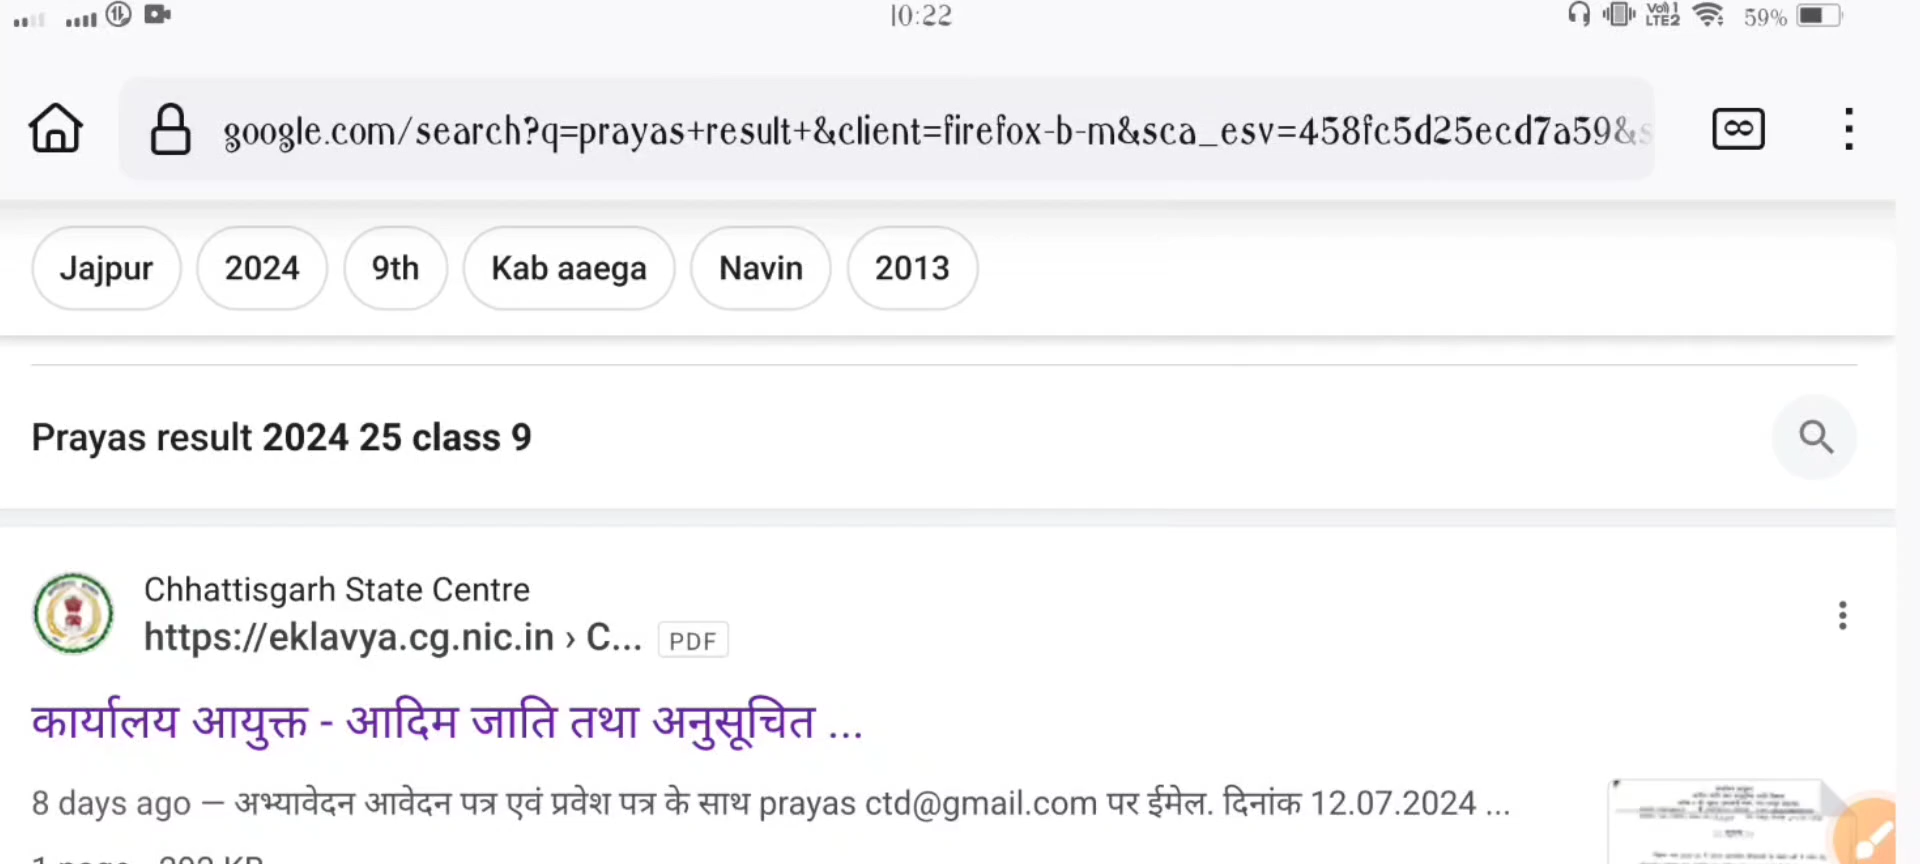 10:22
Vo) 1
LTE2
59%
google.com/search?q=prayas+result+&client=firefox-b-m&sca_esv=458fc5d25ecd7a59&s
∞
Jajpur
2024
9th
Kab aaega
Navin
2013
Prayas result 2024 25 class 9
Chhattisgarh State Centre
https://eklavya.cg.nic.in › C... PDF
कार्यालय आयुक्त - आदिम जाति तथा अनुसूचित ...
8 days ago — अभ्यावेदन आवेदन पत्र एवं प्रवेश पत्र के साथ prayas ctd@gmail.com पर ईमेल. दिनांक 12.07.2024 ...